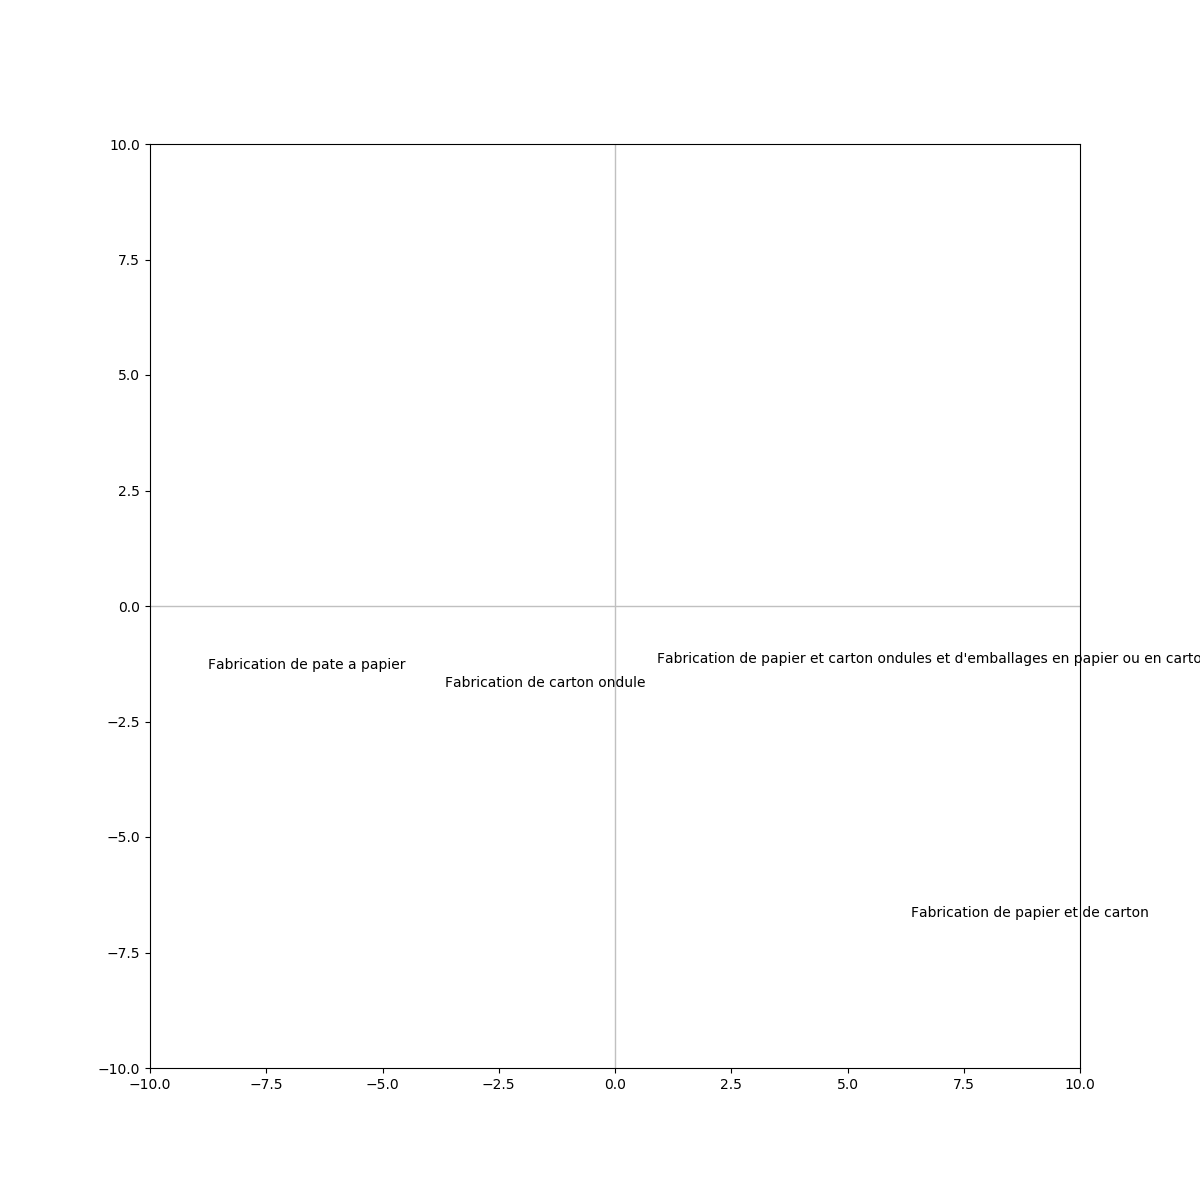 10.0
7.5
5.0
2.5
0.0
Fabrication de papier et carton ondules et d'emballages en papier ou en carto
Fabrication de pate a papier
Fabrication de carton ondule
−2.5
−5.0
Fabrication de papier et de carton
−7.5
−10.0
−10.0 −7.5 −5.0 −2.5 0.0 2.5 5.0 7.5 10.0